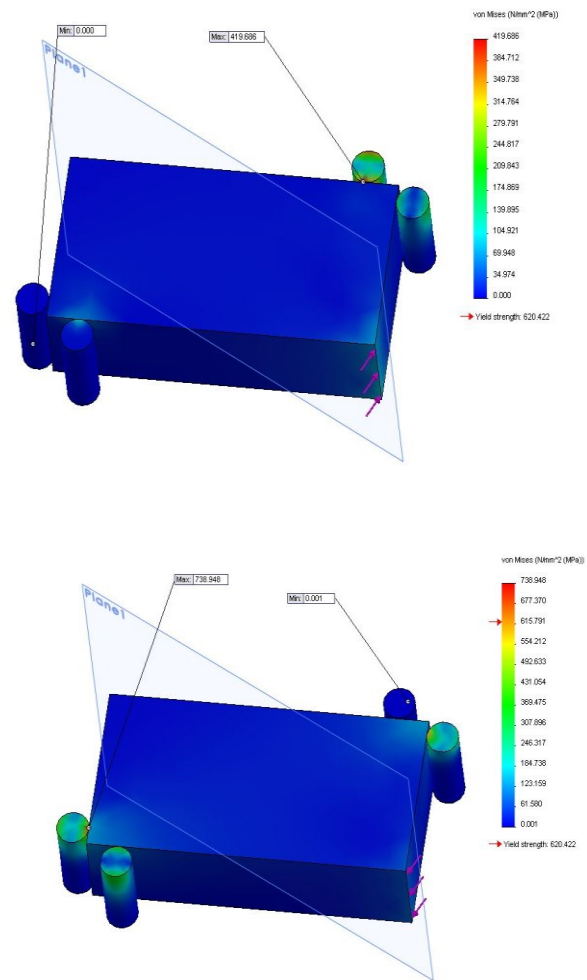 von Mises (N/mm^2 (MPa))
Min: 0.000
Max: 419.686
Plane1
419.686
384.712
349.738
314.764
279.791
244.817
209.843
174.869
139.895
104.921
69.948
34.974
0.000
Yield strength: 620.422
von Mises (N/mm^2 (MPa))
Max: 738.948
Min: 0.001
Plane1
738.948
677.370
615.791
554.212
492.633
431.054
369.475
307.896
246.317
184.738
123.159
61.580
0.001
Yield strength: 620.422